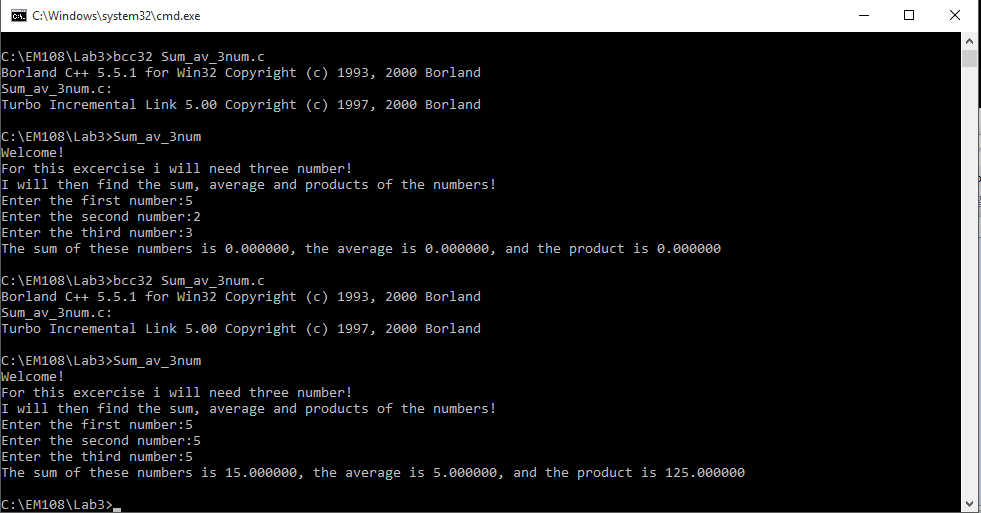 C:\Windows\system32\cmd.exe
C:\EM108\Lab3>bcc32 Sum_av_3num.c
Borland C++ 5.5.1 for Win32 Copyright (c) 1993, 2000 Borland
Sum_av_3num.c:
Turbo Incremental Link 5.00 Copyright (c) 1997, 2000 Borland
C:\EM108\Lab3>Sum_av_3num
Welcome!
For this excercise i will need three number!
I will then find the sum, average and products of the numbers!
Enter the first number:5
Enter the second number:2
Enter the third number:3
The sum of these numbers is 0.000000, the average is 0.000000, and the product is 0.000000
C:\EM108\Lab3>bcc32 Sum_av_3num.c
Borland C++ 5.5.1 for Win32 Copyright (c) 1993, 2000 Borland
Sum_av_3num.c:
Turbo Incremental Link 5.00 Copyright (c) 1997, 2000 Borland
C:\EM108\Lab3>Sum_av_3num
Welcome!
For this excercise i will need three number!
I will then find the sum, average and products of the numbers!
Enter the first number:5
Enter the second number:5
Enter the third number:5
The sum of these numbers is 15.000000, the average is 5.000000, and the product is 125.000000
C:\EM108\Lab3>_